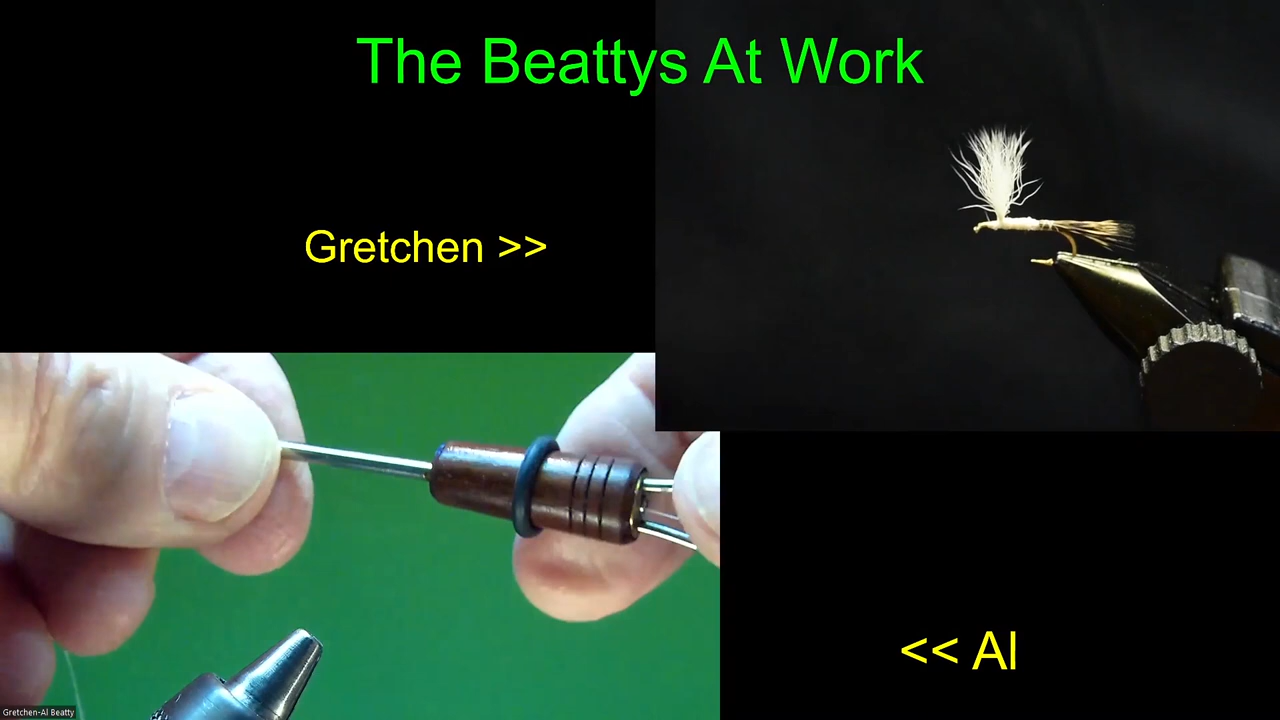 The Beattys At Work
Gretchen >>
<< Al
Gretchen-Al Beatty